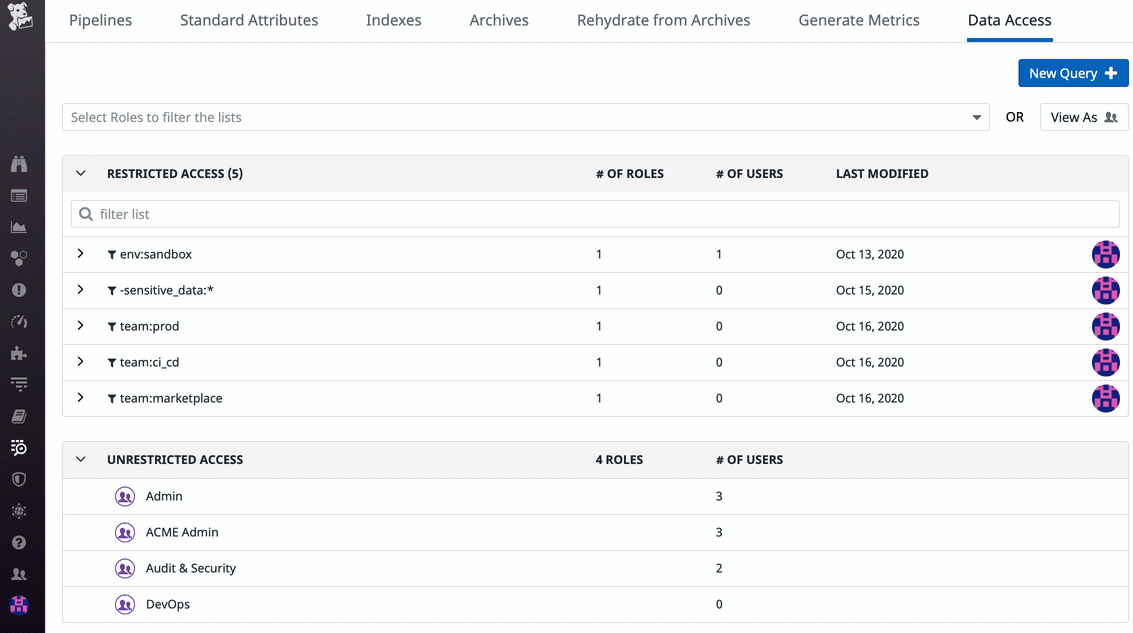 Pipelines Standard Attributes Indexes Archives Rehydrate from Archives Generate Metrics Data Access
New Query
Select Roles to filter the lists OR View As
RESTRICTED ACCESS (5) # OF ROLES # OF USERS LAST MODIFIED
filter list
env:sandbox 1 1 Oct 13, 2020
-sensitive_data:* 1 0 Oct 15, 2020
team:prod 1 0 Oct 16, 2020
team:ci_cd 1 0 Oct 16, 2020
team:marketplace 1 0 Oct 16, 2020
UNRESTRICTED ACCESS 4 ROLES # OF USERS
Admin 3
ACME Admin 3
Audit & Security 2
DevOps 0